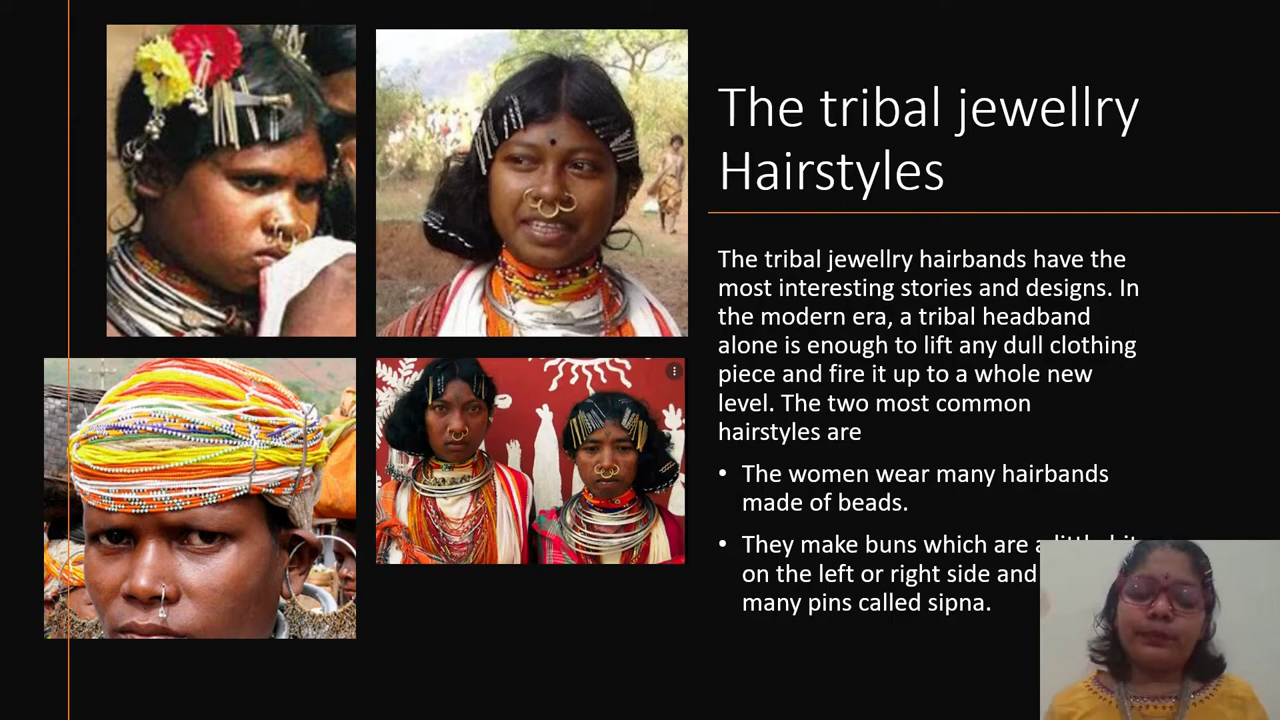 The tribal jewellry
Hairstyles
The tribal jewellry hairbands have the
most interesting stories and designs. In
the modern era, a tribal headband
alone is enough to lift any dull clothing
piece and fire it up to a whole new
level. The two most common
hairstyles are
• The women wear many hairbands
made of beads.
• They make buns which are a little bit
on the left or right side and
many pins called sipna.